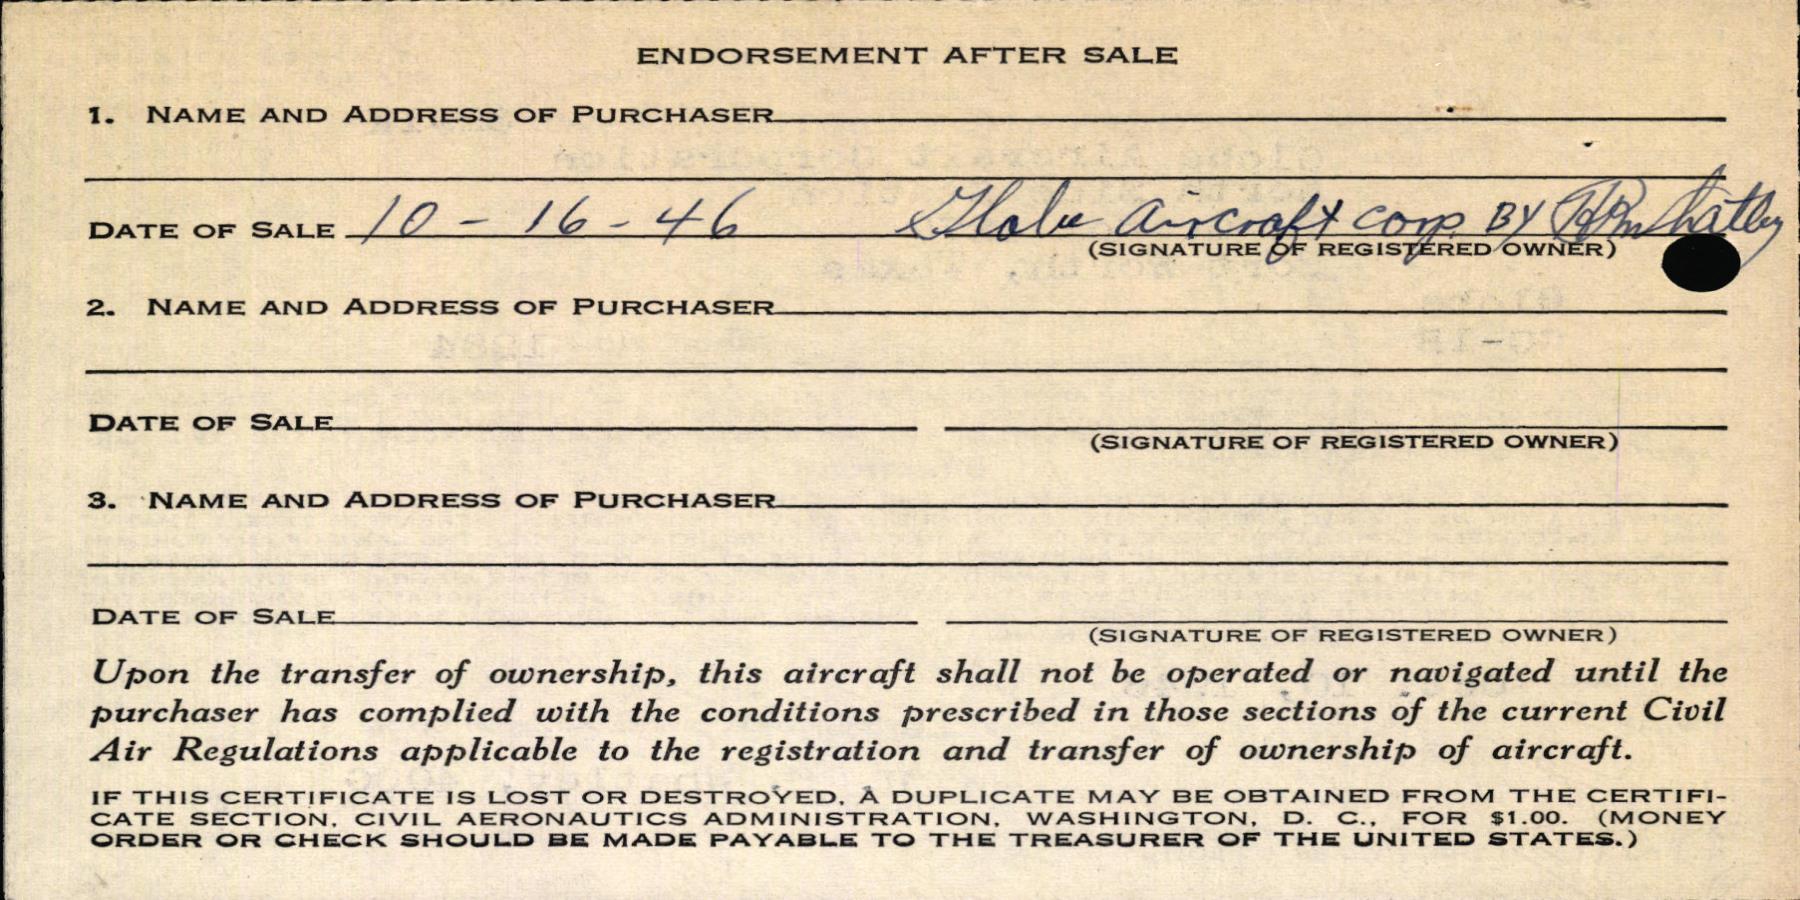 ENDORSEMENT AFTER SALE
1. NAME AND ADDRESS OF PURCHASER
DATE OF SALE 10 - 16 - 46 Globe Aircraft Corp. BY
(SIGNATURE OF REGISTERED OWNER)
2. NAME AND ADDRESS OF PURCHASER
DATE OF SALE
(SIGNATURE OF REGISTERED OWNER)
3. NAME AND ADDRESS OF PURCHASER
DATE OF SALE
(SIGNATURE OF REGISTERED OWNER)
Upon the transfer of ownership, this aircraft shall not be operated or navigated until the
purchaser has complied with the conditions prescribed in those sections of the current Civil
Air Regulations applicable to the registration and transfer of ownership of aircraft.
IF THIS CERTIFICATE IS LOST OR DESTROYED, A DUPLICATE MAY BE OBTAINED FROM THE CERTIFI-
CATE SECTION, CIVIL AERONAUTICS ADMINISTRATION, WASHINGTON, D. C., FOR $1.00. (MONEY
ORDER OR CHECK SHOULD BE MADE PAYABLE TO THE TREASURER OF THE UNITED STATES.)